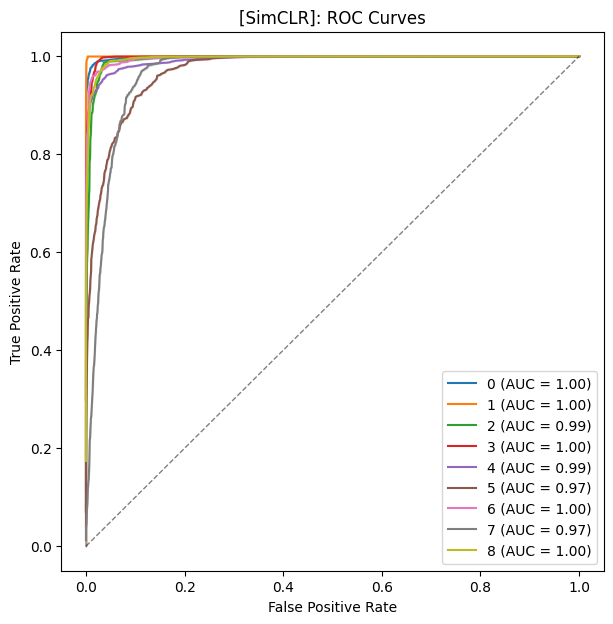 [SimCLR]: ROC Curves
True Positive Rate
1.0
0.8
0.6
0.4
0.2
0.0
0 (AUC = 1.00)
1 (AUC = 1.00)
2 (AUC = 0.99)
3 (AUC = 1.00)
4 (AUC = 0.99)
5 (AUC = 0.97)
6 (AUC = 1.00)
7 (AUC = 0.97)
8 (AUC = 1.00)
0.0 0.2 0.4 0.6 0.8 1.0
False Positive Rate